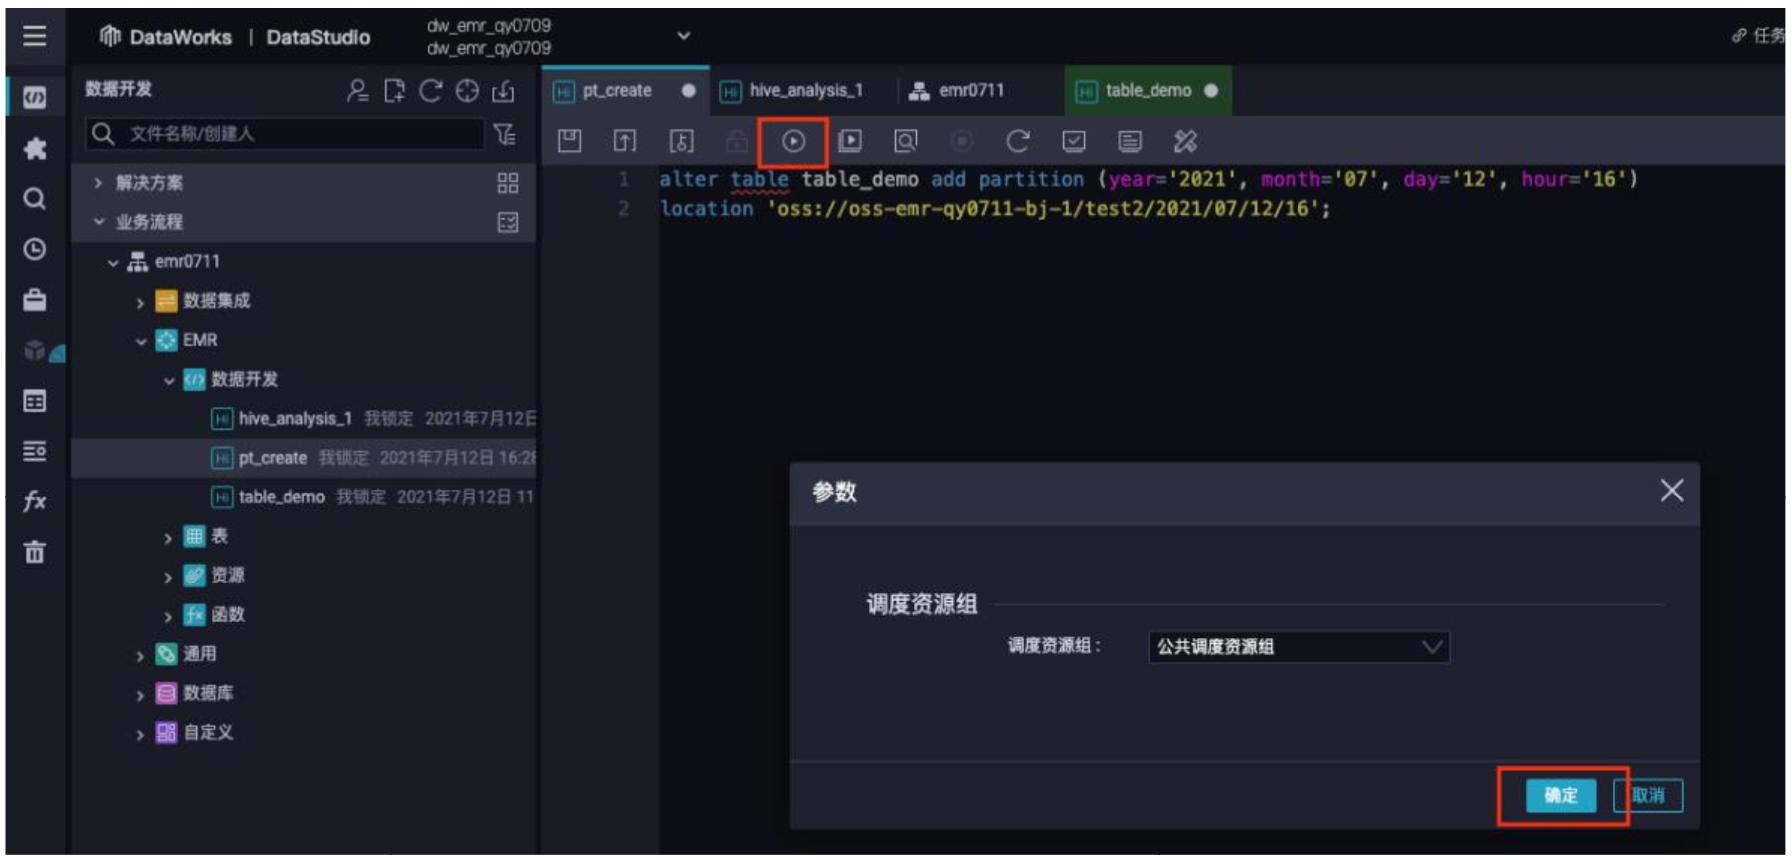 DataWorks | DataStudio
dw_emr_qy0709
dw_emr_qy0709
任务
数据开发
文件名称/创建人
解决方案
业务流程
emr0711
数据集成
EMR
数据开发
hive_analysis_1 我锁定 2021年7月12日
pt_create 我锁定 2021年7月12日 16:28
table_demo 我锁定 2021年7月12日 11
表
资源
函数
通用
数据库
自定义
pt_create
hive_analysis_1
emr0711
table_demo
1 alter table table_demo add partition (year='2021', month='07', day='12', hour='16')
2 location 'oss://oss-emr-qy0711-bj-1/test2/2021/07/12/16';
参数
调度资源组
调度资源组：
公共调度资源组
确定
取消